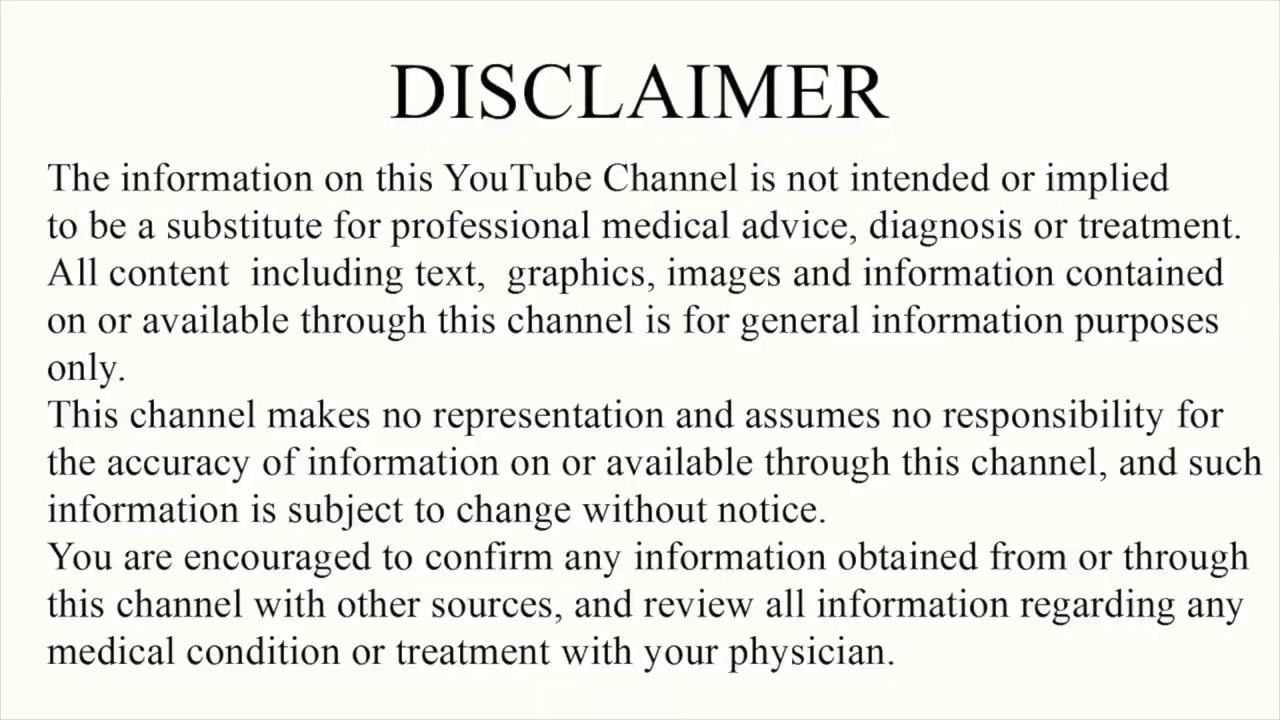 DISCLAIMER
The information on this YouTube Channel is not intended or implied
to be a substitute for professional medical advice, diagnosis or treatment.
All content  including text,  graphics, images and information contained
on or available through this channel is for general information purposes
only.
This channel makes no representation and assumes no responsibility for
the accuracy of information on or available through this channel, and such
information is subject to change without notice.
You are encouraged to confirm any information obtained from or through
this channel with other sources, and review all information regarding any
medical condition or treatment with your physician.